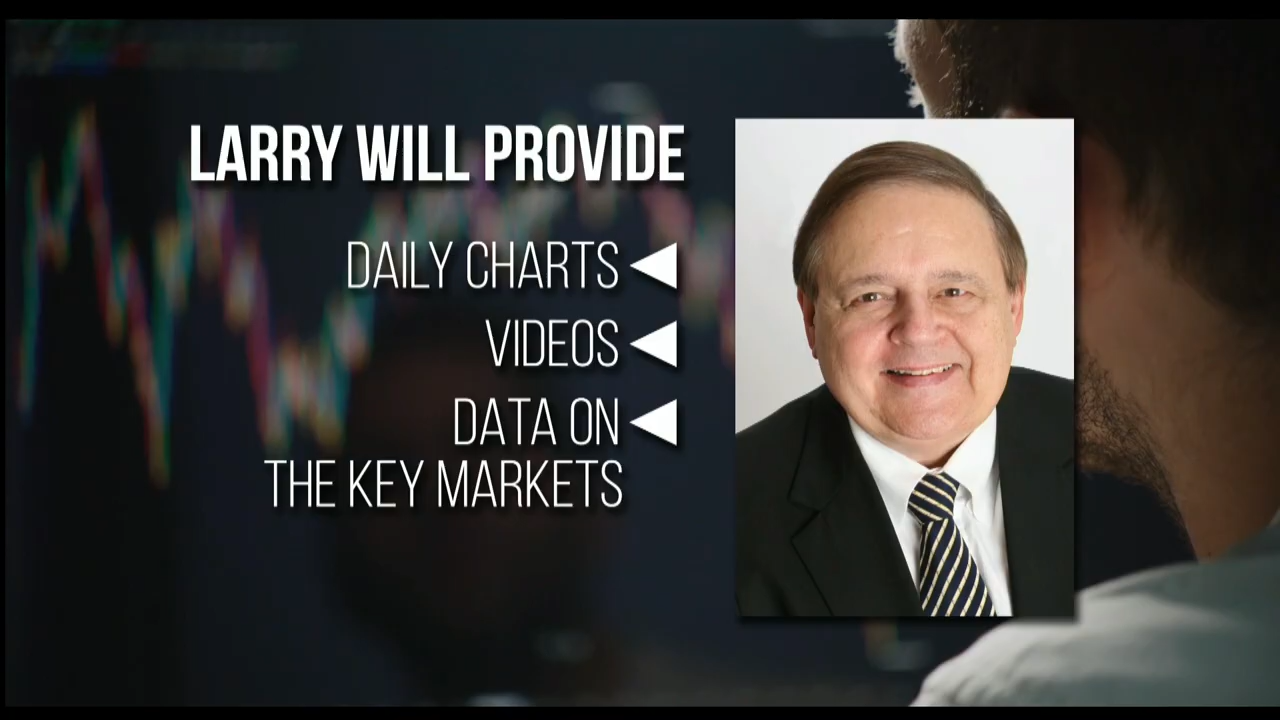 LARRY WILL PROVIDE
DAILY CHARTS
VIDEOS
DATA ON
THE KEY MARKETS